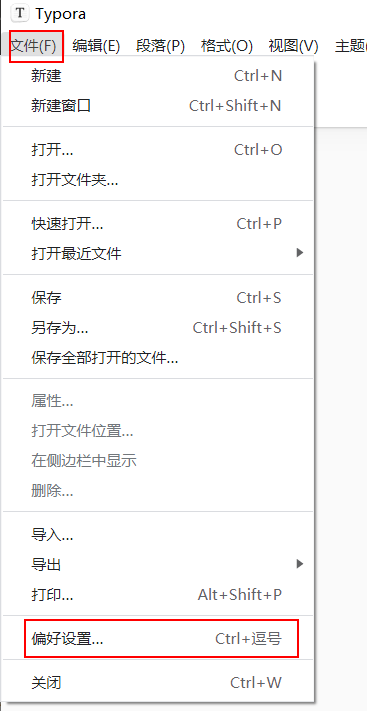 T Typora
文件(F) 编辑(E) 段落(P) 格式(O) 视图(V) 主题(
新建 Ctrl+N
新建窗口 Ctrl+Shift+N
打开... Ctrl+O
打开文件夹...
快速打开... Ctrl+P
打开最近文件
保存 Ctrl+S
另存为... Ctrl+Shift+S
保存全部打开的文件...
属性...
打开文件位置...
在侧边栏中显示
删除...
导入...
导出
打印... Alt+Shift+P
偏好设置... Ctrl+逗号
关闭 Ctrl+W